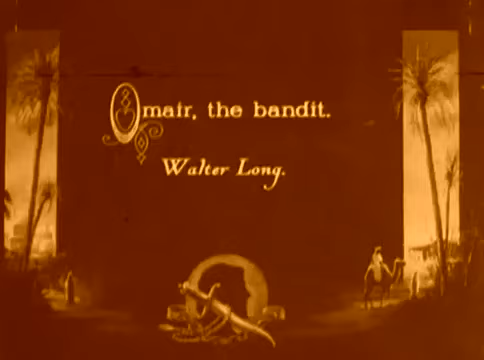 Omair, the bandit.
Walter Long.